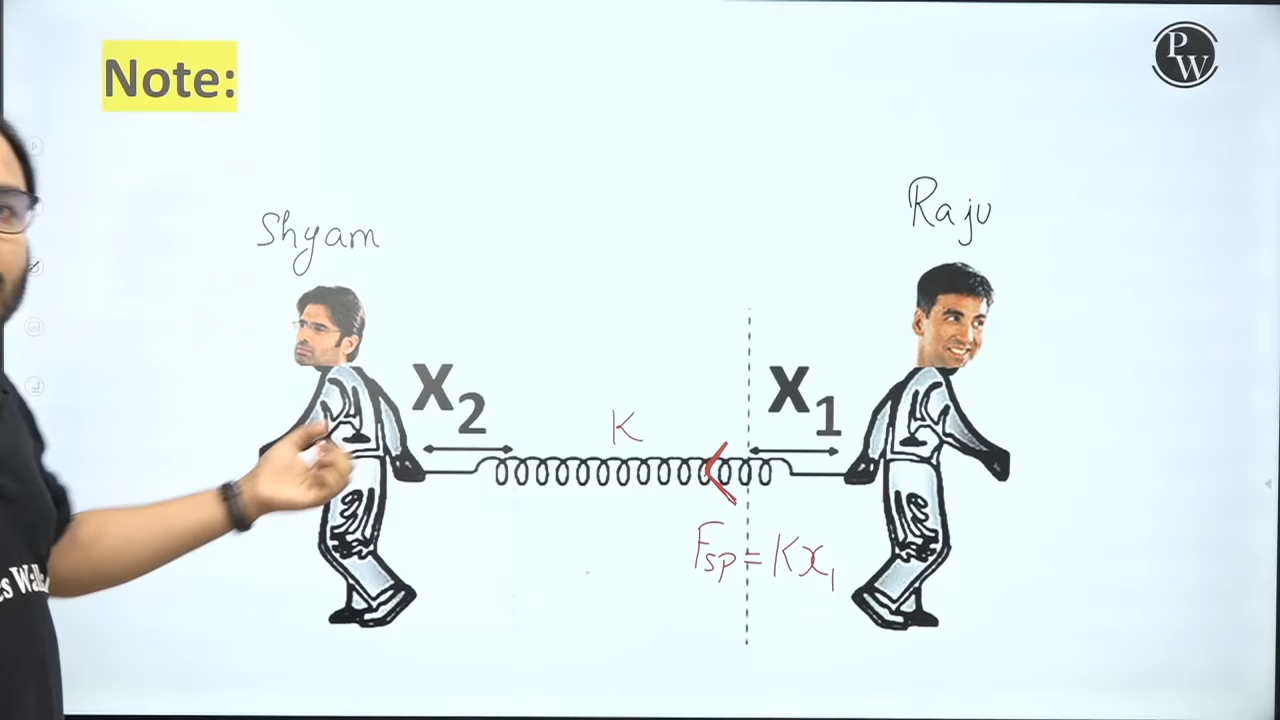 Note:
PW
Shyam
Raju
X₂
K
X₁
Fsp = Kx₁